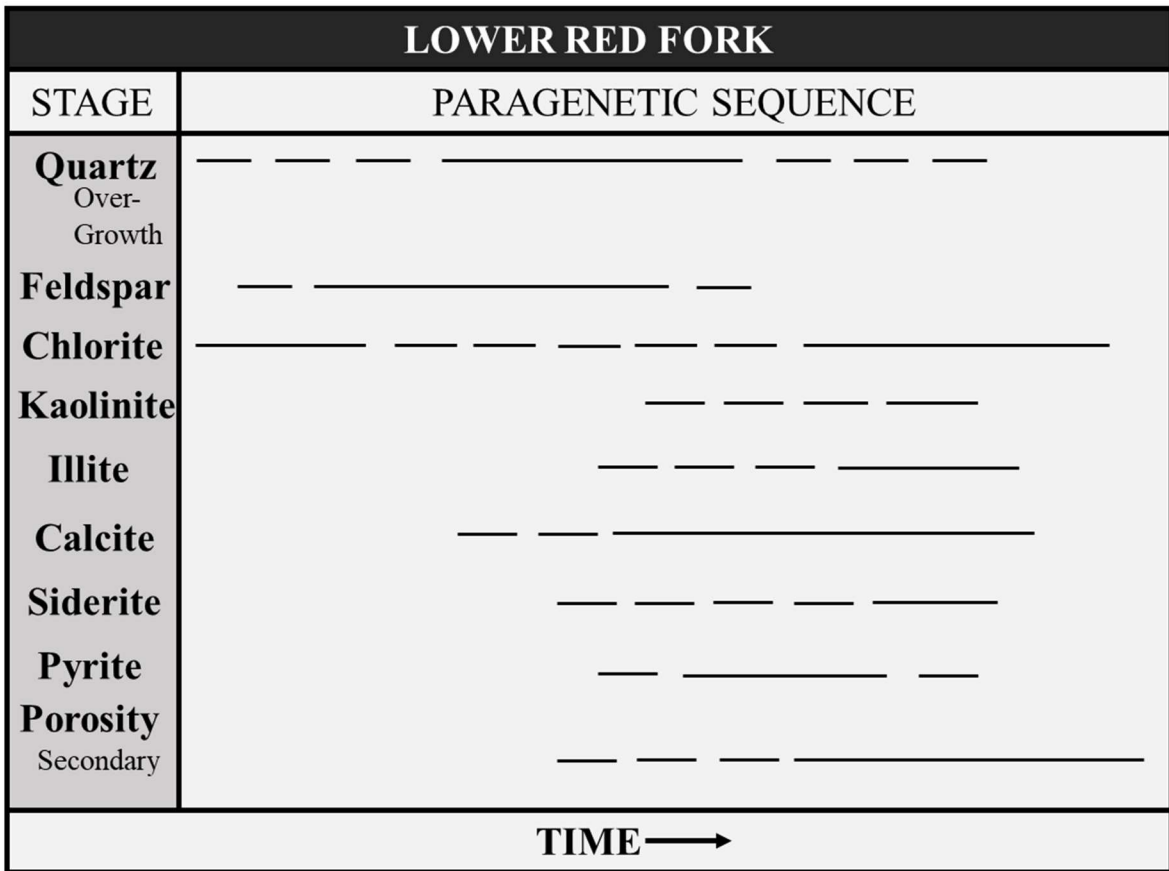 LOWER RED FORK
STAGE
PARAGENETIC SEQUENCE
Quartz
Over-
Growth
Feldspar
Chlorite
Kaolinite
Illite
Calcite
Siderite
Pyrite
Porosity
Secondary
TIME